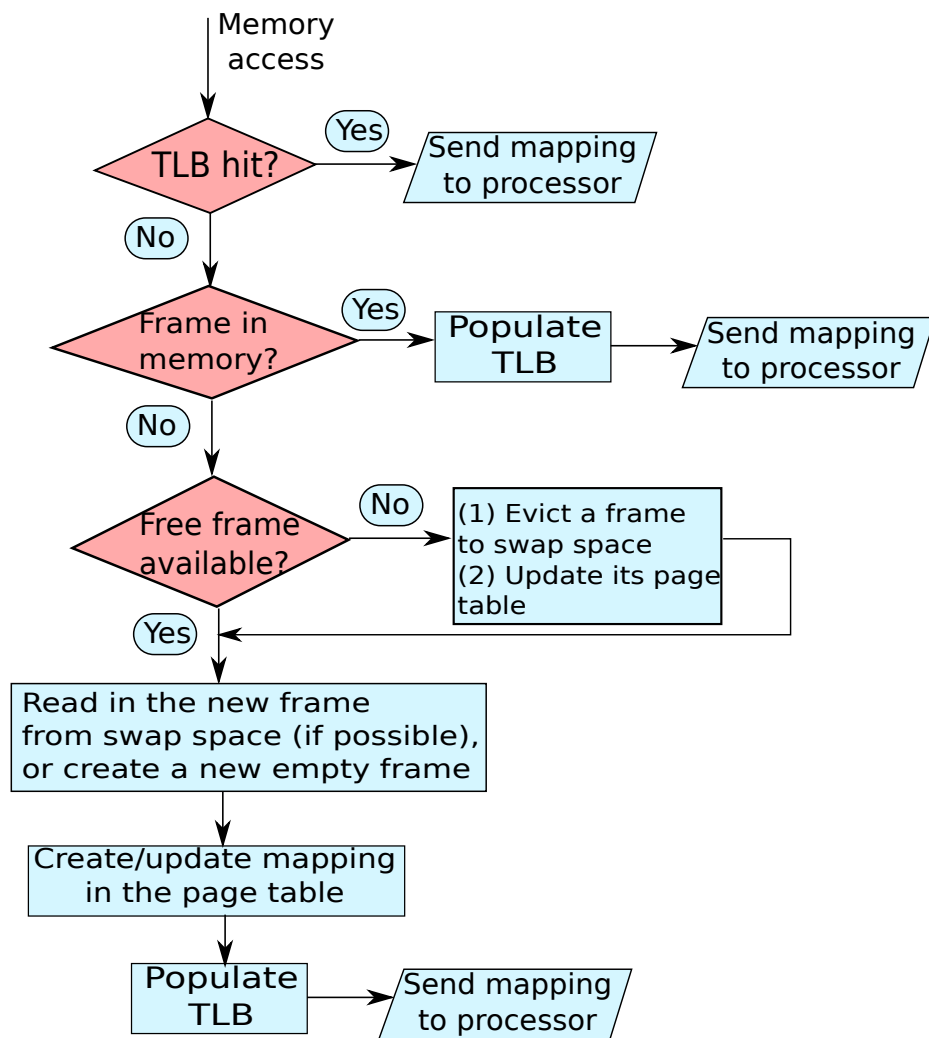 Memory
access
TLB hit?
Yes
Send mapping
to processor
No
Frame in
memory?
Yes
Populate
TLB
Send mapping
to processor
No
Free frame
available?
No
(1) Evict a frame
to swap space
(2) Update its page
table
Yes
Read in the new frame
from swap space (if possible),
or create a new empty frame
Create/update mapping
in the page table
Populate
TLB
Send mapping
to processor